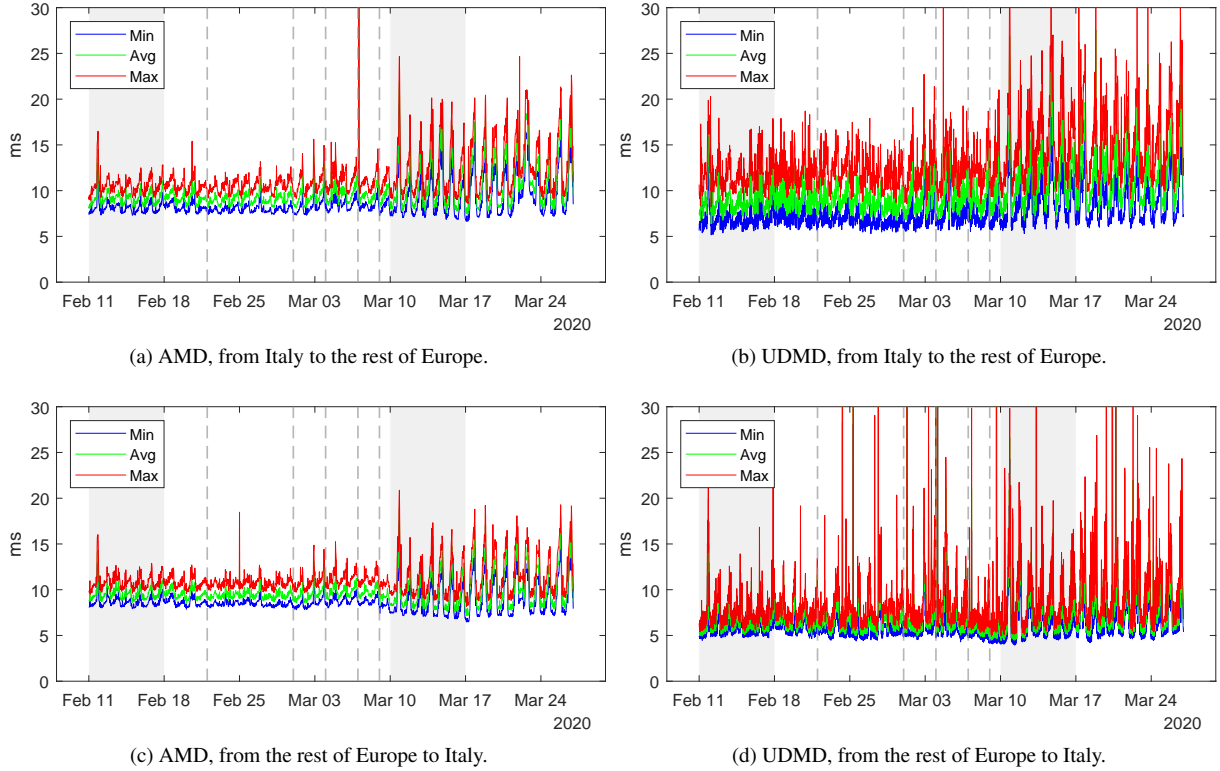 30
25
20
15
10
5
0
ms
Min
Avg
Max
Feb 11 Feb 18 Feb 25 Mar 03 Mar 10 Mar 17 Mar 24
2020
(a) AMD, from Italy to the rest of Europe.
30
25
20
15
10
5
0
ms
Min
Avg
Max
Feb 11 Feb 18 Feb 25 Mar 03 Mar 10 Mar 17 Mar 24
2020
(b) UDMD, from Italy to the rest of Europe.
30
25
20
15
10
5
0
ms
Min
Avg
Max
Feb 11 Feb 18 Feb 25 Mar 03 Mar 10 Mar 17 Mar 24
2020
(c) AMD, from the rest of Europe to Italy.
30
25
20
15
10
5
0
ms
Min
Avg
Max
Feb 11 Feb 18 Feb 25 Mar 03 Mar 10 Mar 17 Mar 24
2020
(d) UDMD, from the rest of Europe to Italy.